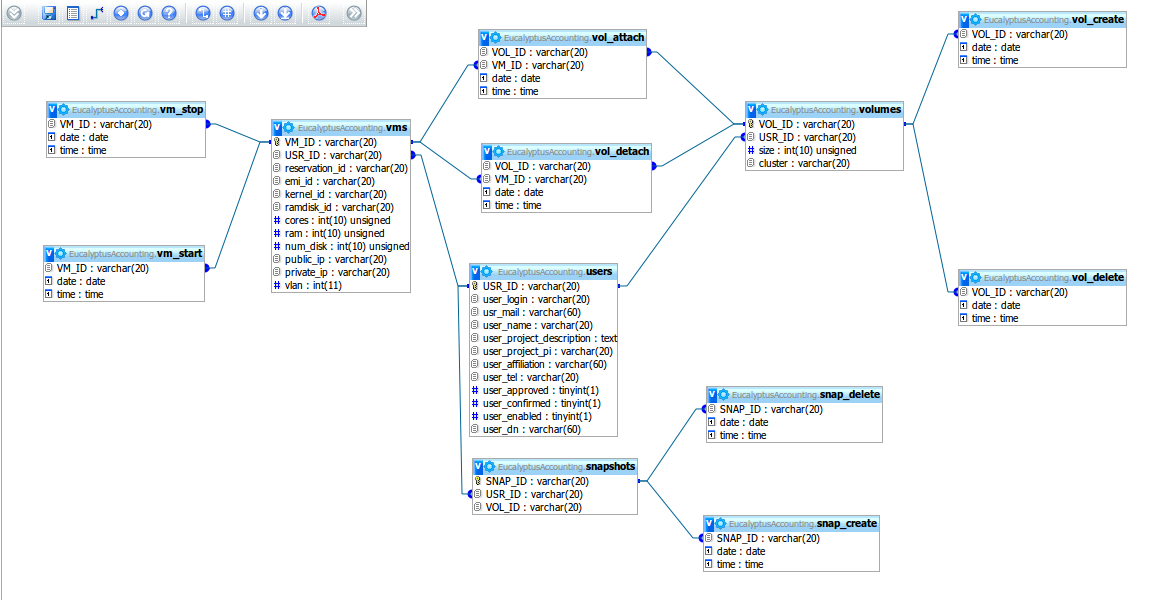 EucalyptusAccounting.vol_create
VOL_ID : varchar(20)
date : date
time : time
EucalyptusAccounting.vol_attach
VOL_ID : varchar(20)
VM_ID : varchar(20)
date : date
time : time
EucalyptusAccounting.vm_stop
VM_ID : varchar(20)
date : date
time : time
EucalyptusAccounting.volumes
VOL_ID : varchar(20)
USR_ID : varchar(20)
size : int(10) unsigned
cluster : varchar(20)
EucalyptusAccounting.vms
VM_ID : varchar(20)
USR_ID : varchar(20)
reservation_id : varchar(20)
emi_id : varchar(20)
kernel_id : varchar(20)
ramdisk_id : varchar(20)
cores : int(10) unsigned
ram : int(10) unsigned
num_disk : int(10) unsigned
public_ip : varchar(20)
private_ip : varchar(20)
vlan : int(11)
EucalyptusAccounting.vol_detach
VOL_ID : varchar(20)
VM_ID : varchar(20)
date : date
time : time
EucalyptusAccounting.vm_start
VM_ID : varchar(20)
date : date
time : time
EucalyptusAccounting.users
USR_ID : varchar(20)
user_login : varchar(20)
usr_mail : varchar(60)
user_name : varchar(20)
user_project_description : text
user_project_pi : varchar(20)
user_affiliation : varchar(60)
user_tel : varchar(20)
user_approved : tinyint(1)
user_confirmed : tinyint(1)
user_enabled : tinyint(1)
user_dn : varchar(60)
EucalyptusAccounting.vol_delete
VOL_ID : varchar(20)
date : date
time : time
EucalyptusAccounting.snap_delete
SNAP_ID : varchar(20)
date : date
time : time
EucalyptusAccounting.snapshots
SNAP_ID : varchar(20)
USR_ID : varchar(20)
VOL_ID : varchar(20)
EucalyptusAccounting.snap_create
SNAP_ID : varchar(20)
date : date
time : time